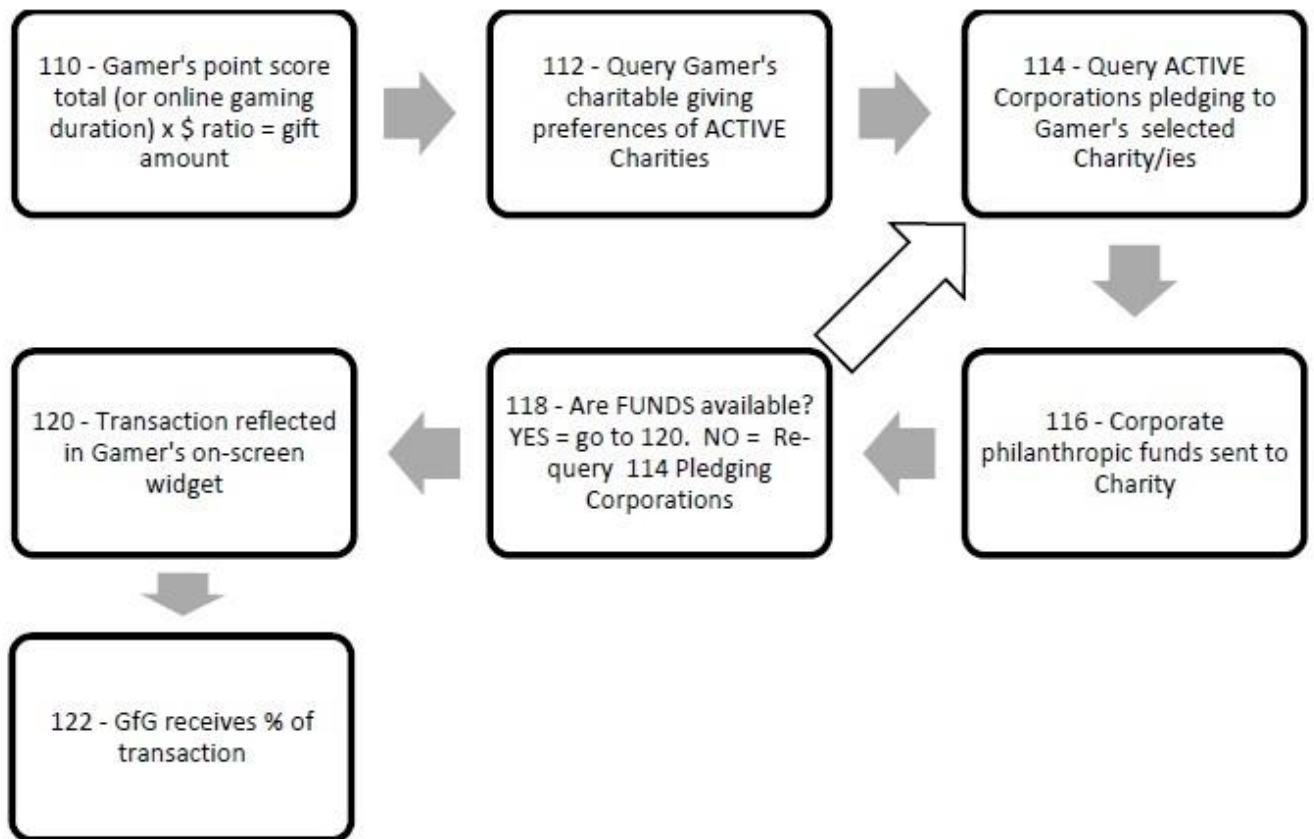 110 - Gamer's point score
total (or online gaming
duration) x $ ratio = gift
amount
112 - Query Gamer's
charitable giving
preferences of ACTIVE
Charities
114 - Query ACTIVE
Corporations pledging to
Gamer's  selected
Charity/ies
116 - Corporate
philanthropic funds sent to
Charity
118 - Are FUNDS available?
YES = go to 120.  NO =  Re-
query  114 Pledging
Corporations
120 - Transaction reflected
in Gamer's on-screen
widget
122 - GfG receives % of
transaction